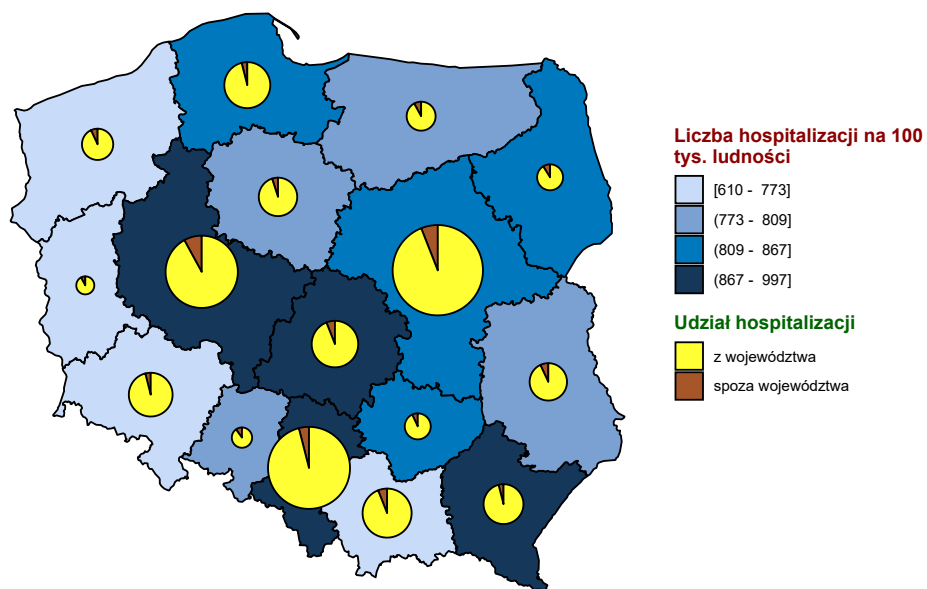 Liczba hospitalizacji na 100
tys. ludności
[610 - 773]
(773 - 809]
(809 - 867]
(867 - 997]
Udział hospitalizacji
z województwa
spoza województwa